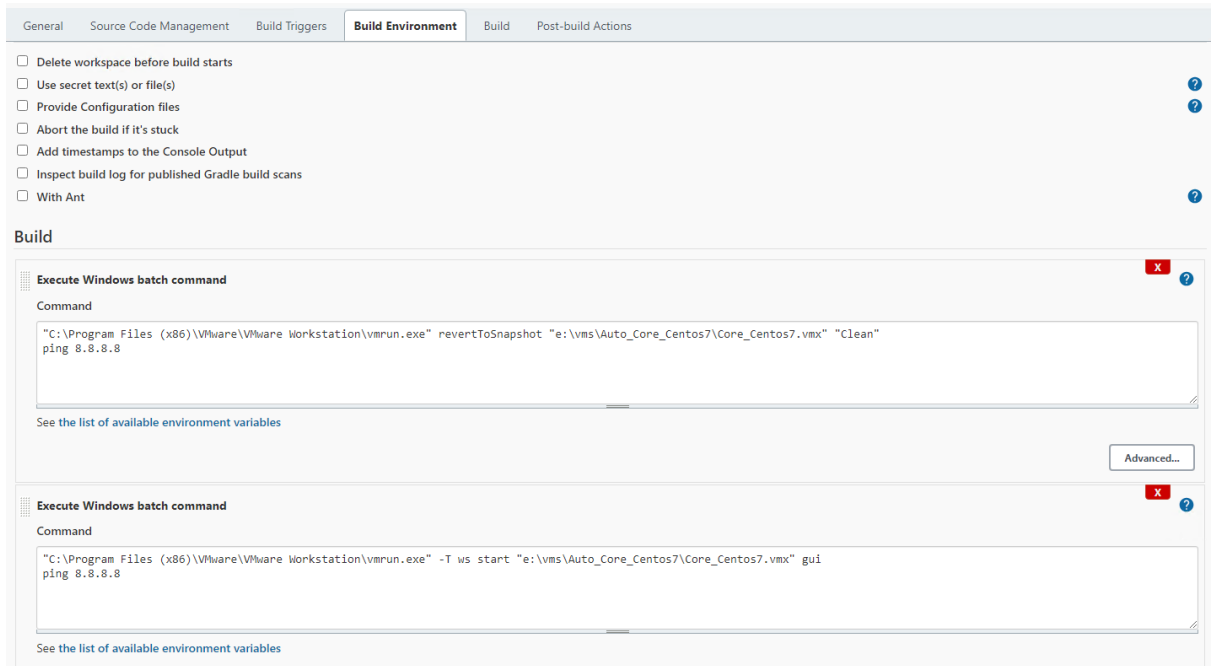 General Source Code Management Build Triggers Build Environment Build Post-build Actions
Delete workspace before build starts
Use secret text(s) or file(s) ?
Provide Configuration files ?
Abort the build if it's stuck
Add timestamps to the Console Output
Inspect build log for published Gradle build scans
With Ant ?
Build
X
Execute Windows batch command ?
Command
"C:\Program Files (x86)\VMware\VMware Workstation\vmrun.exe" revertToSnapshot "e:\vms\Auto_Core_Centos7\Core_Centos7.vmx" "Clean"
ping 8.8.8.8
See the list of available environment variables
Advanced...
X
Execute Windows batch command ?
Command
"C:\Program Files (x86)\VMware\VMware Workstation\vmrun.exe" -T ws start "e:\vms\Auto_Core_Centos7\Core_Centos7.vmx" gui
ping 8.8.8.8
See the list of available environment variables